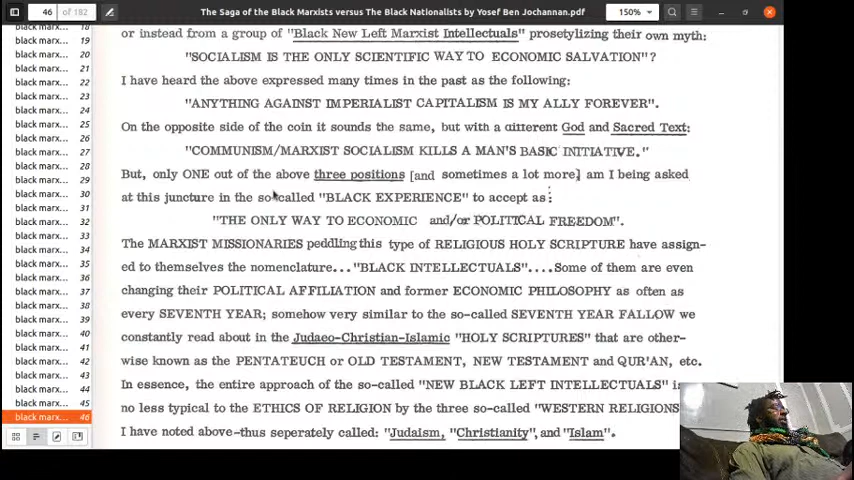 46 of 182
The Saga of the Black Marxists versus The Black Nationalists by Yosef Ben Jochannan.pdf
150%
black marx... 18
black marx... 19
black marx... 20
black marx... 21
black marx... 22
black marx... 23
black marx... 24
black marx... 25
black marx... 26
black marx... 27
black marx... 28
black marx... 29
black marx... 30
black marx... 31
black marx... 32
black marx... 33
black marx... 34
black marx... 35
black marx... 36
black marx... 37
black marx... 38
black marx... 39
black marx... 40
black marx... 41
black marx... 42
black marx... 43
black marx... 44
black marx... 45
black marx... 46
or instead from a group of "Black New Left Marxist Intellectuals" prosetylizing their own myth:
"SOCIALISM IS THE ONLY SCIENTIFIC WAY TO ECONOMIC SALVATION"?
I have heard the above expressed many times in the past as the following:
"ANYTHING AGAINST IMPERIALIST CAPITALISM IS MY ALLY FOREVER".
On the opposite side of the coin it sounds the same, but with a different God and Sacred Text:
"COMMUNISM/MARXIST SOCIALISM KILLS A MAN'S BASIC INITIATIVE."
But, only ONE out of the above three positions [and sometimes a lot more] am I being asked
at this juncture in the so-called "BLACK EXPERIENCE" to accept as:
"THE ONLY WAY TO ECONOMIC and/or POLITICAL FREEDOM".
The MARXIST MISSIONARIES peddling this type of RELIGIOUS HOLY SCRIPTURE have assign-
ed to themselves the nomenclature..."BLACK INTELLECTUALS"....Some of them are even
changing their POLITICAL AFFILIATION and former ECONOMIC PHILOSOPHY as often as
every SEVENTH YEAR; somehow very similar to the so-called SEVENTH YEAR FALLOW we
constantly read about in the Judaeo-Christian-Islamic "HOLY SCRIPTURES" that are other-
wise known as the PENTATEUCH or OLD TESTAMENT, NEW TESTAMENT and QUR'AN, etc.
In essence, the entire approach of the so-called "NEW BLACK LEFT INTELLECTUALS"
no less typical to the ETHICS OF RELIGION by the three so-called "WESTERN RELIGIONS
I have noted above-thus seperately called: "Judaism, "Christianity", and "Islam".